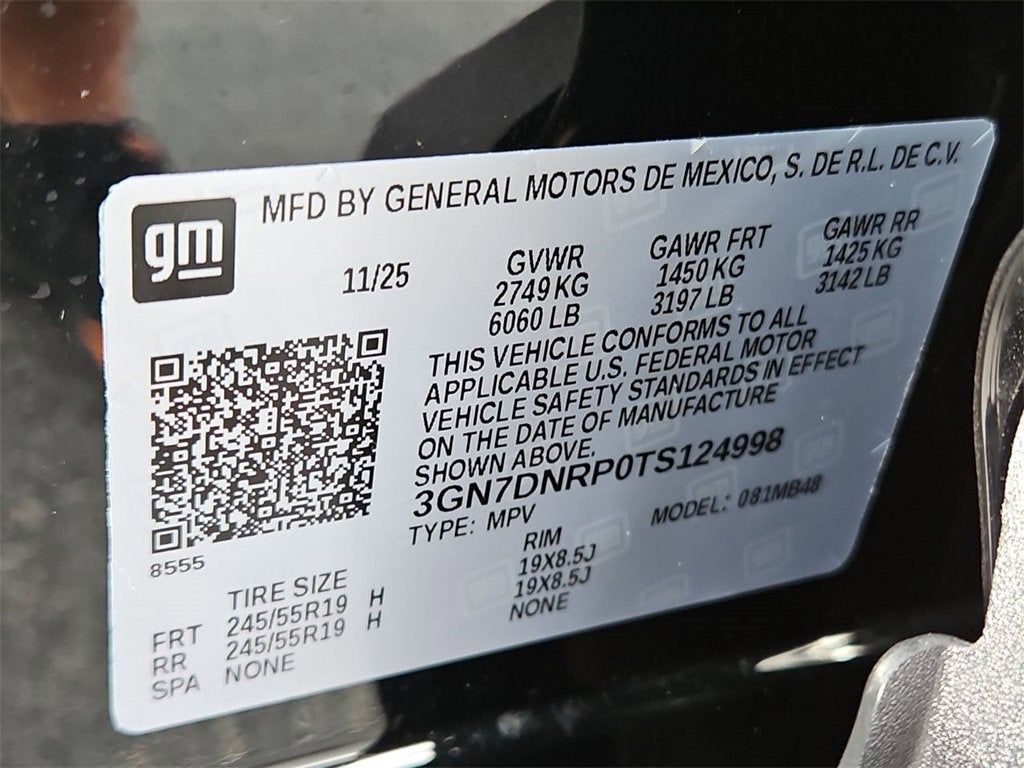 gm
MFD BY GENERAL MOTORS DE MEXICO, S. DE R.L. DE C.V.
11/25
GVWR
2749 KG
6060 LB
GAWR FRT
1450 KG
3197 LB
GAWR RR
1425 KG
3142 LB
THIS VEHICLE CONFORMS TO ALL
APPLICABLE U.S. FEDERAL MOTOR
VEHICLE SAFETY STANDARDS IN EFFECT
ON THE DATE OF MANUFACTURE
SHOWN ABOVE.
3GN7DNRP0TS124998
TYPE: MPV
MODEL: 081MB48
8555
TIRE SIZE RIM
FRT 245/55R19 H 19X8.5J
RR 245/55R19 H 19X8.5J
SPA NONE NONE